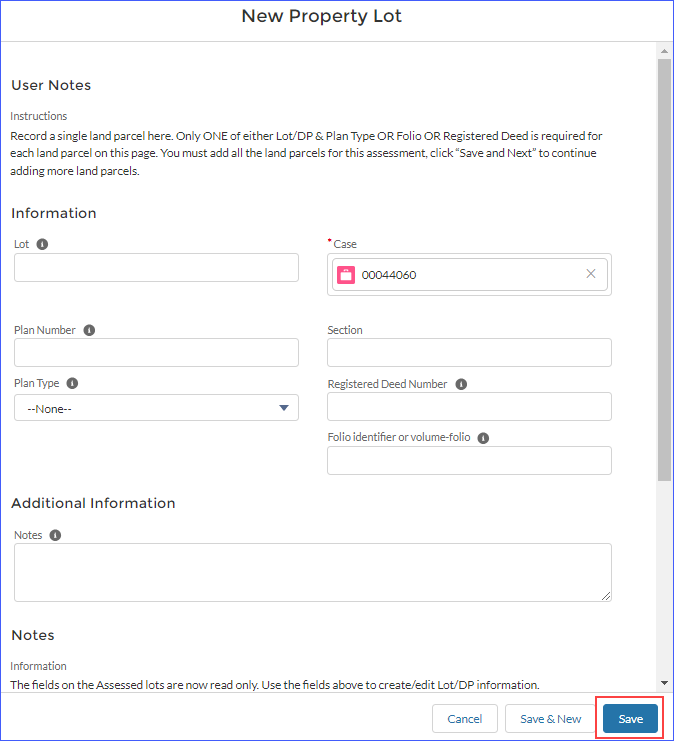 New Property Lot
User Notes
Instructions
Record a single land parcel here. Only ONE of either Lot/DP & Plan Type OR Folio OR Registered Deed is required for
each land parcel on this page. You must add all the land parcels for this assessment, click “Save and Next” to continue
adding more land parcels.
Information
Lot
* Case
00044060
Plan Number
Section
Plan Type
--None--
Registered Deed Number
Folio identifier or volume-folio
Additional Information
Notes
Notes
Information
The fields on the Assessed lots are now read only. Use the fields above to create/edit Lot/DP information.
Cancel
Save & New
Save